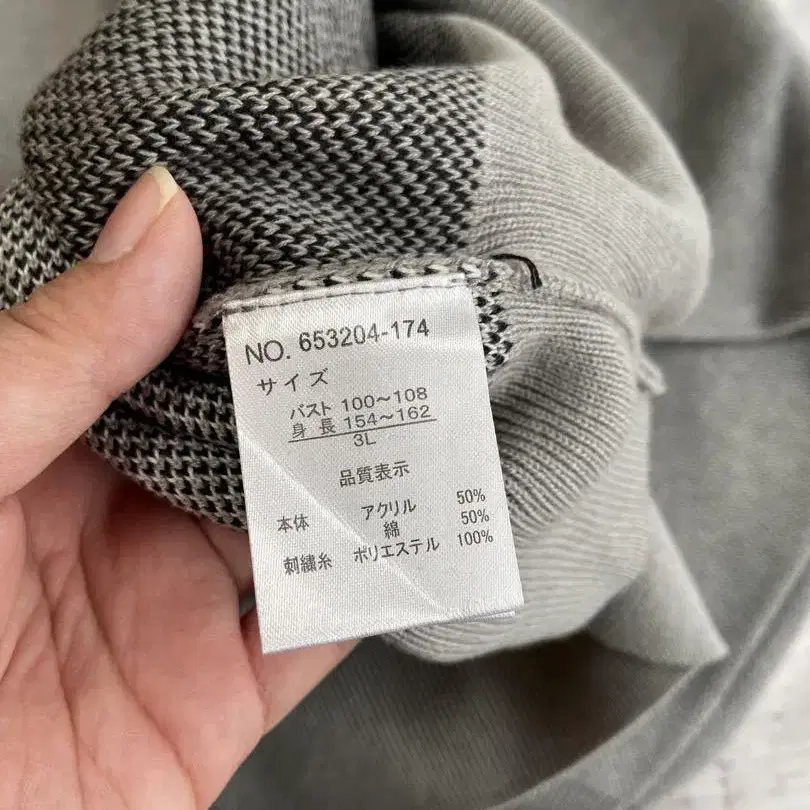 NO. 653204-174
サイズ
バスト 100～108
身長 154～162
3L
品質表示
本体 アクリル 50%
綿 50%
刺繍糸 ポリエステル 100%